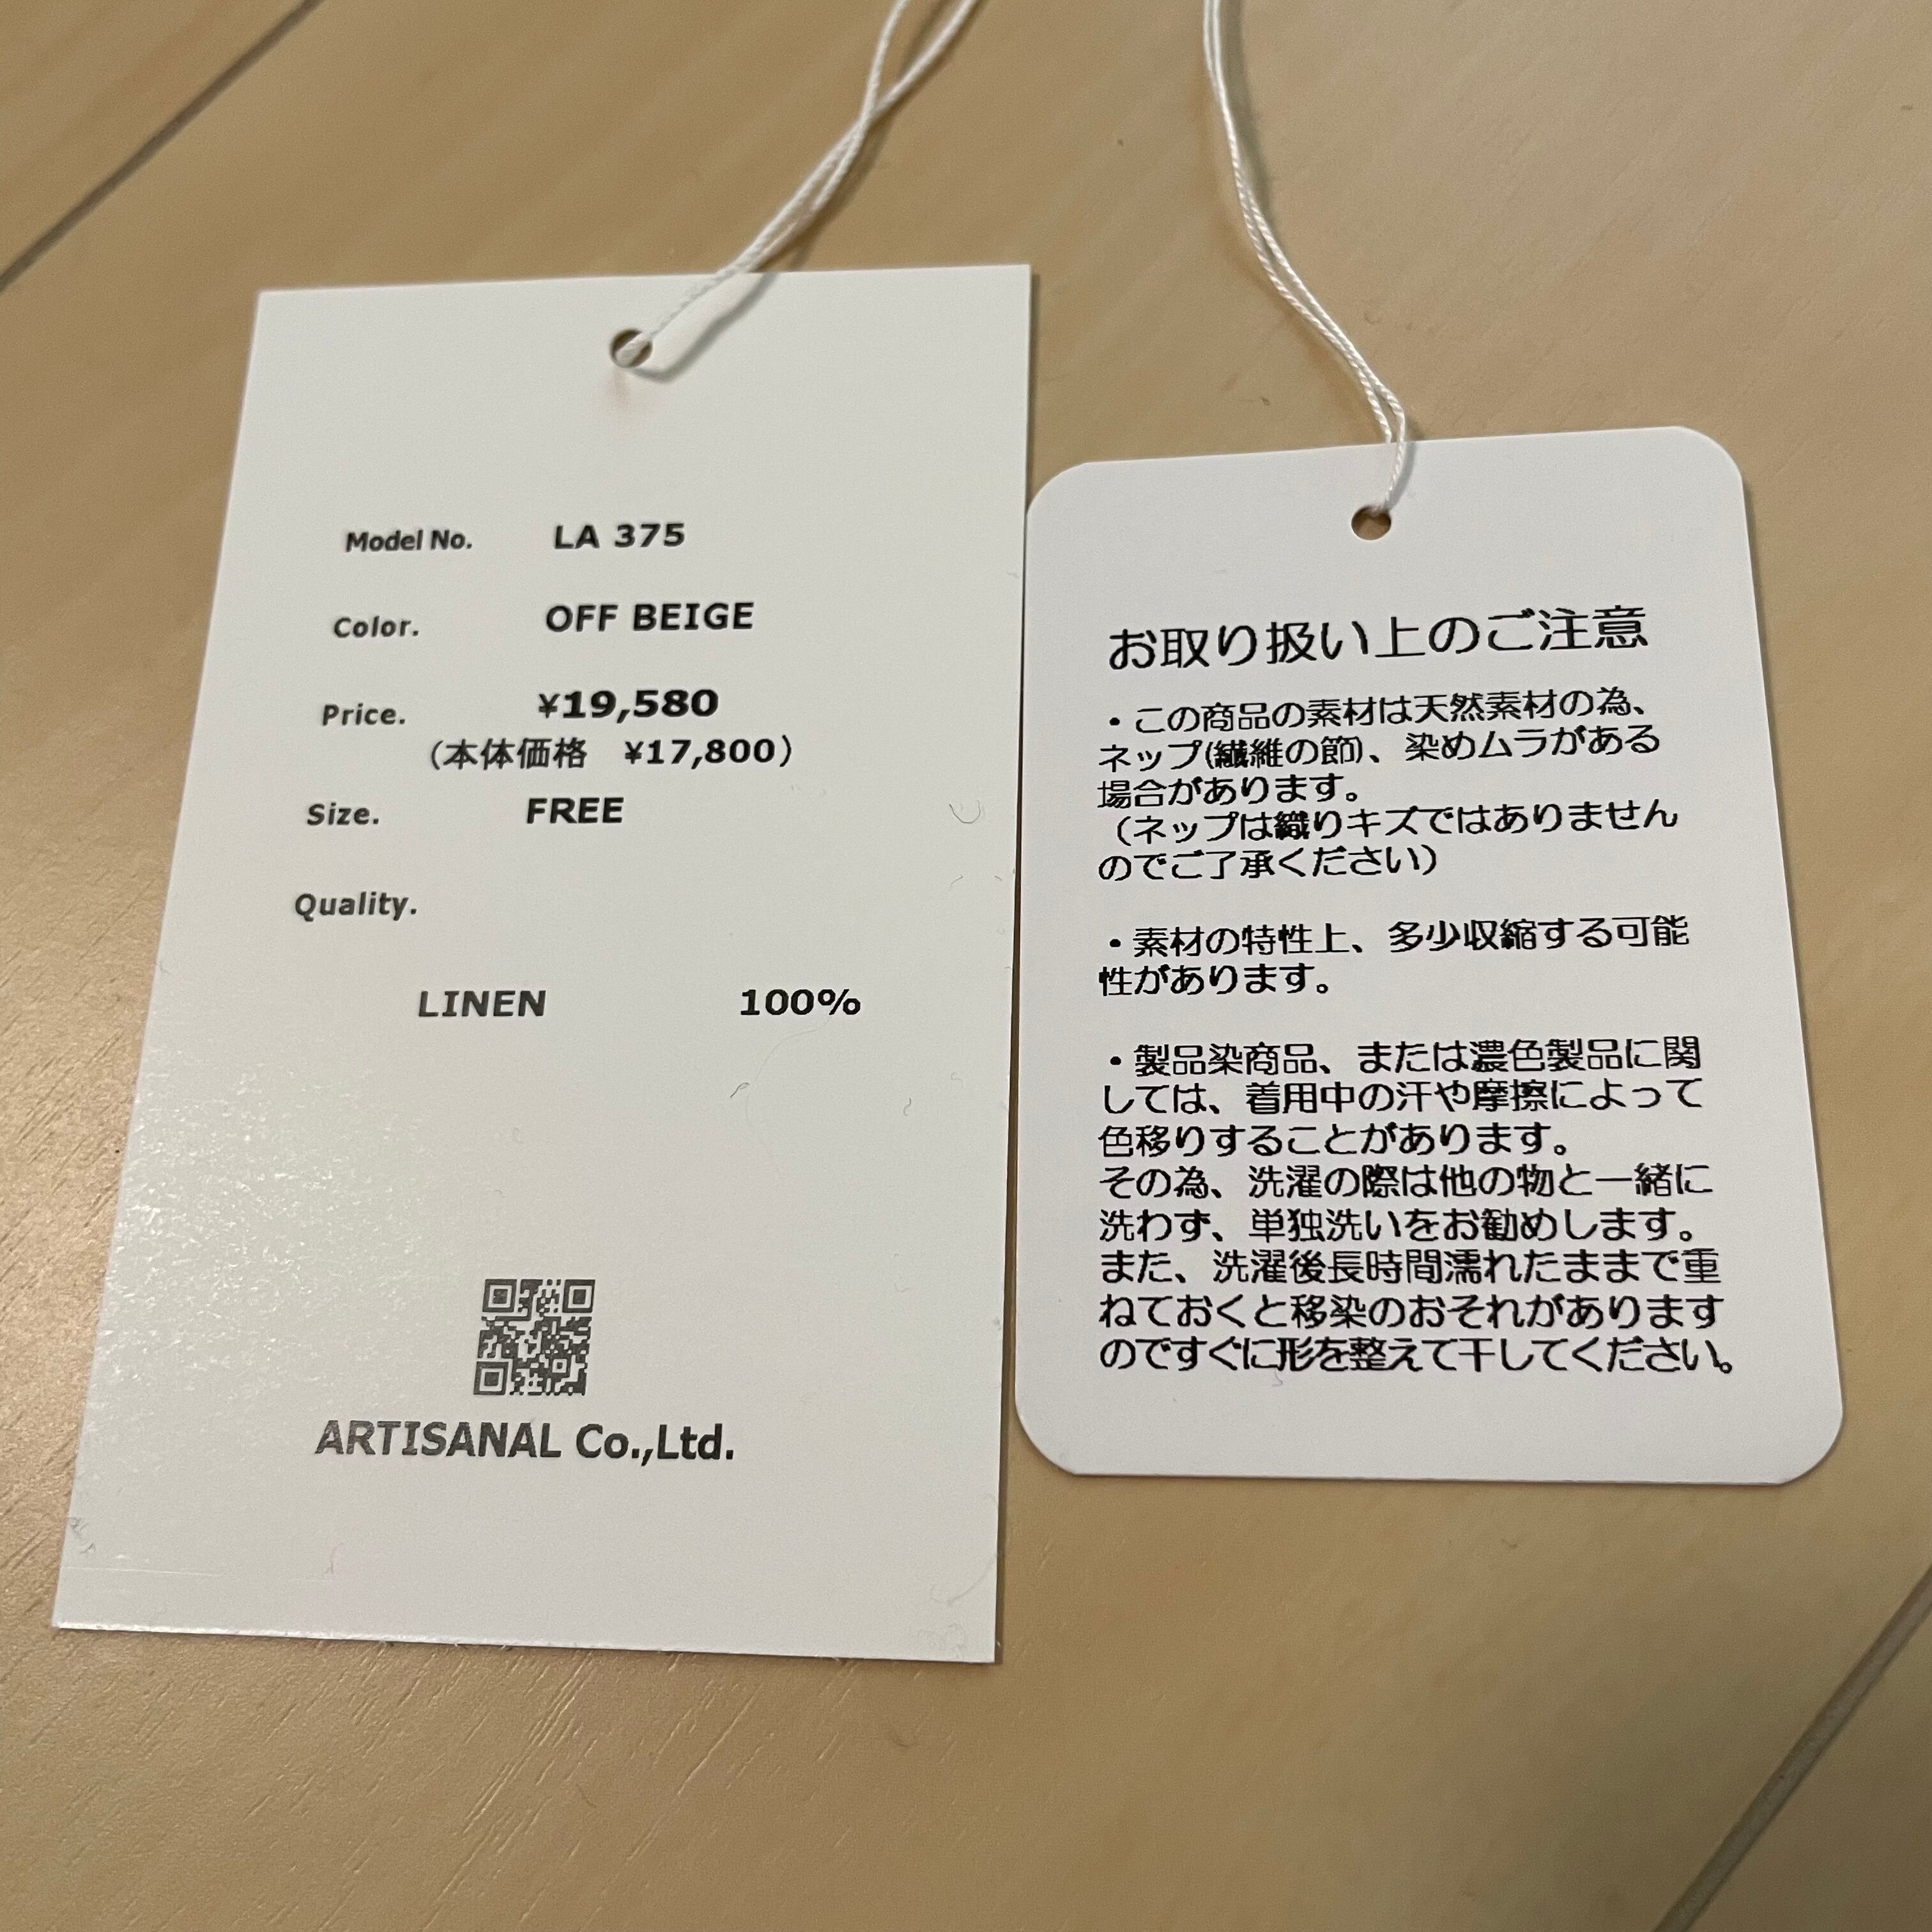 Model No. LA 375
Color. OFF BEIGE
Price. ¥19,580
（本体価格　¥17,800）
Size. FREE
Quality.
LINEN 100%
ARTISANAL Co.,Ltd.
お取り扱い上のご注意
・この商品の素材は天然素材の為、
ネップ(繊維の節)、染めムラがある
場合があります。
（ネップは織りキズではありません
のでご了承ください）
・素材の特性上、多少収縮する可能
性があります。
・製品染商品、または濃色製品に関
しては、着用中の汗や摩擦によって
色移りすることがあります。
その為、洗濯の際は他の物と一緒に
洗わず、単独洗いをお勧めします。
また、洗濯後長時間濡れたままで重
ねておくと移染のおそれがあります
のですぐに形を整えて干してください。